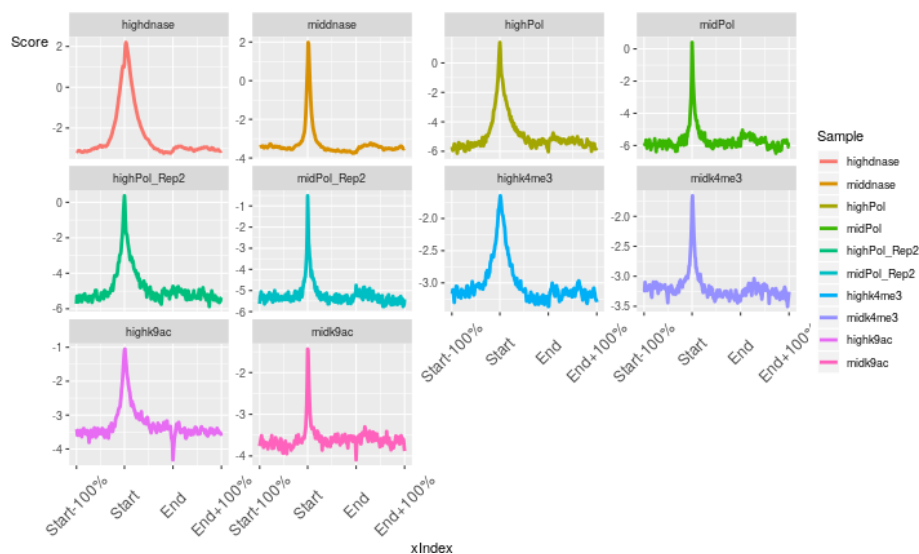 highdnase
middnase
highPol
midPol
Score
2
0
-2
2
0
-2
-4
0
-2
-4
-6
0
-2
-4
-6
highPol_Rep2
midPol_Rep2
highk4me3
midk4me3
0
-2
-4
-6
-1
-2
-3
-4
-5
-6
-2.0
-2.5
-3.0
-2.0
-2.5
-3.0
-3.5
highk9ac
midk9ac
-1
-2
-3
-4
-2
-3
-4
Start-100%
Start
End
End+100%
Start-100%
Start
End
End+100%
Start-100%
Start
End
End+100%
Start-100%
Start
End
End+100%
xIndex
Sample
highdnase
middnase
highPol
midPol
highPol_Rep2
midPol_Rep2
highk4me3
midk4me3
highk9ac
midk9ac